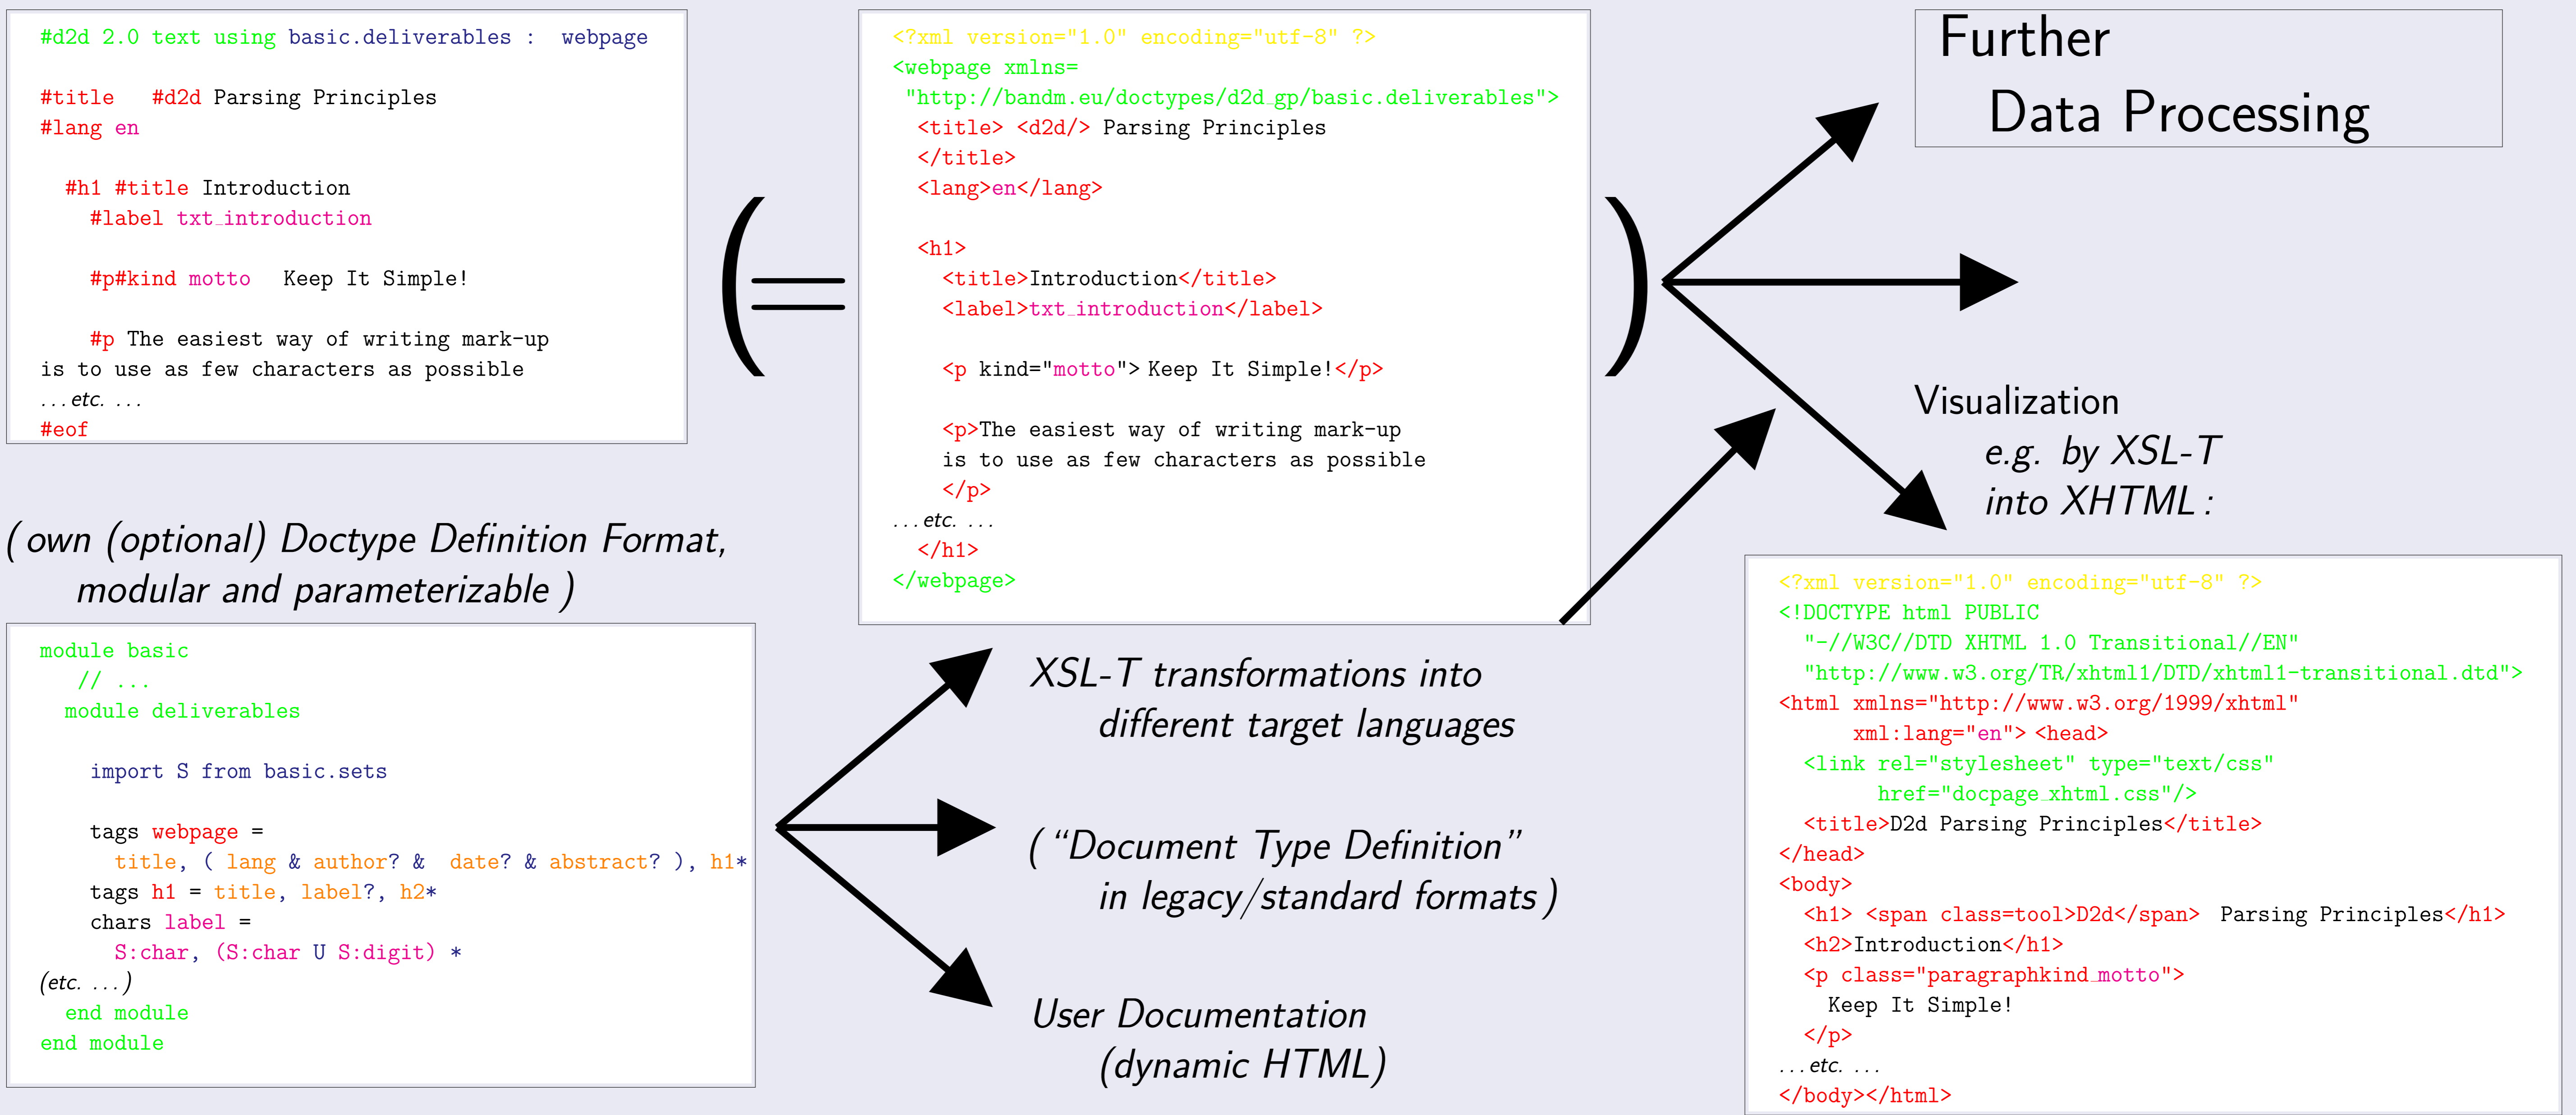 #d2d 2.0 text using basic.deliverables :  webpage
#title   #d2d Parsing Principles
#lang en
#h1 #title Introduction
#label txt_introduction
#p#kind motto   Keep It Simple!
#p The easiest way of writing mark-up
is to use as few characters as possible
...etc. ...
#eof
(=
<?xml version="1.0" encoding="utf-8" ?>
<webpage xmlns=
"http://bandm.eu/doctypes/d2d_gp/basic.deliverables">
<title> <d2d/> Parsing Principles
</title>
<lang>en</lang>
<h1>
<title>Introduction</title>
<label>txt_introduction</label>
<p kind="motto"> Keep It Simple!</p>
<p>The easiest way of writing mark-up
is to use as few characters as possible
</p>
...etc. ...
</h1>
</webpage>
)
Further
Data Processing
Visualization
e.g. by XSL-T
into XHTML :
( own (optional) Doctype Definition Format,
modular and parameterizable )
module basic
// ...
module deliverables
import S from basic.sets
tags webpage =
title, ( lang & author? &  date? & abstract? ), h1*
tags h1 = title, label?, h2*
chars label =
S:char, (S:char U S:digit) *
(etc. ...)
end module
end module
XSL-T transformations into
different target languages
( “Document Type Definition”
in legacy/standard formats )
User Documentation
(dynamic HTML)
<?xml version="1.0" encoding="utf-8" ?>
<!DOCTYPE html PUBLIC
"-//W3C//DTD XHTML 1.0 Transitional//EN"
"http://www.w3.org/TR/xhtml1/DTD/xhtml1-transitional.dtd">
<html xmlns="http://www.w3.org/1999/xhtml"
xml:lang="en"> <head>
<link rel="stylesheet" type="text/css"
href="docpage_xhtml.css"/>
<title>D2d Parsing Principles</title>
</head>
<body>
<h1> <span class=tool>D2d</span>  Parsing Principles</h1>
<h2>Introduction</h1>
<p class="paragraphkind_motto">
Keep It Simple!
</p>
...etc. ...
</body></html>